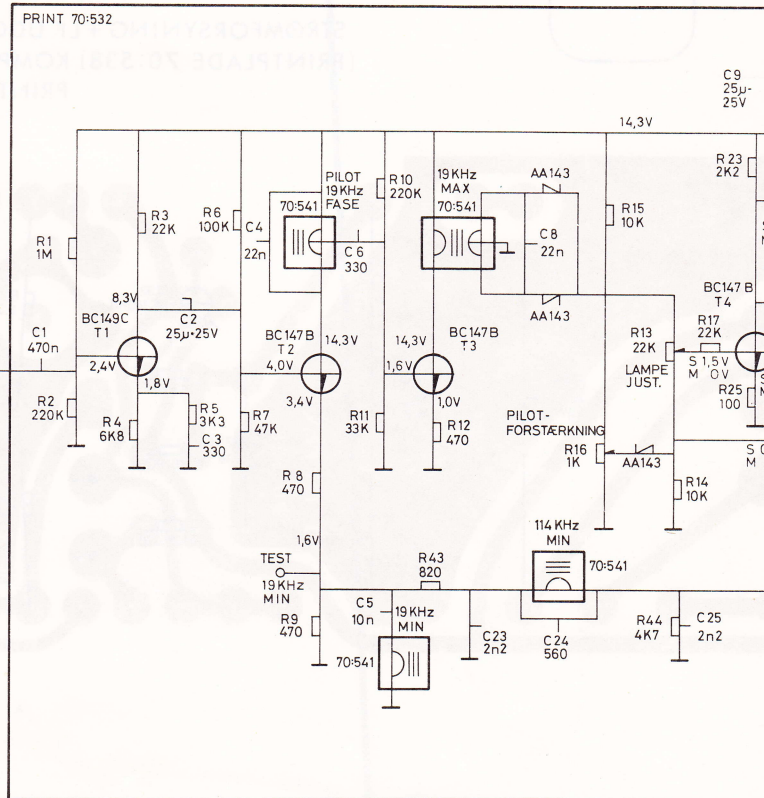 PRINT 70:532
C9
25µ-
25V
14,3V
R23
2K2
PILOT
19KHz
FASE
R10
220K
19KHz
MAX
AA143
R3
22K
R6
100K
C4
22n
70:541
70:541
R15
10K
R1
1M
C6
330
C8
22n
8,3V
C2
25µ•25V
AA143
BC147B
T4
C1
470n
BC149C
T1
BC147B
T2
14,3V
14,3V
BC147B
T3
R13
22K
R17
22K
2,4V
4,0V
1,6V
S 1,5V
M 0V
LAMPE
JUST.
1,8V
3,4V
1,0V
R25
100
R2
220K
R4
6K8
R5
3K3
C3
330
R7
47K
R11
33K
R12
470
PILOT-
FORSTÆRKNING
R16
1K
AA143
S
M
R8
470
R14
10K
1,6V
114KHz
MIN
TEST
19KHz
MIN
R43
820
70:541
R9
470
C5
10n
19KHz
MIN
C23
2n2
C24
560
R44
4K7
C25
2n2
70:541